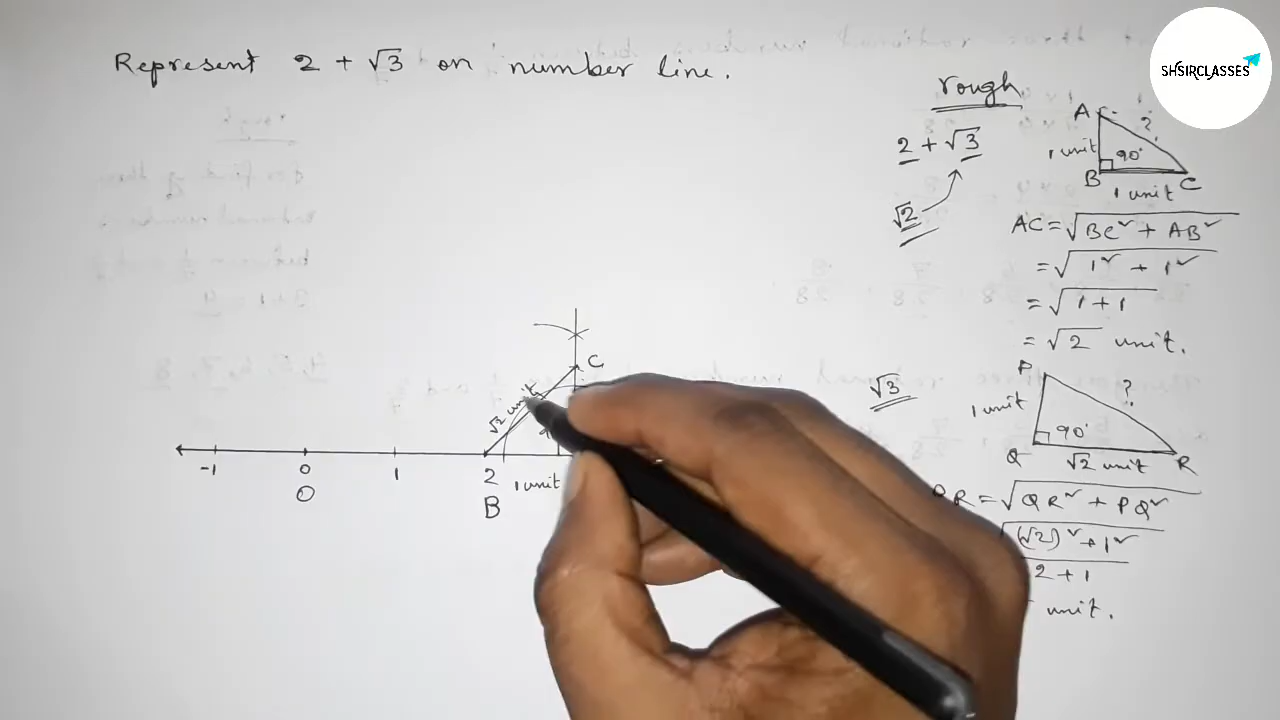 Represent 2 + √3 on number line.
SHSIRCLASSES
rough
2 + √3
√2
A
?
1 unit
90°
B
C
1 unit
AC = √BC² + AB²
= √1² + 1²
= √1 + 1
= √2 unit.
√3
P
?
1 unit
90°
Q
√2 unit
R
PR = √QR² + PQ²
(√2)² + 1²
2 + 1
unit.
C
√2 unit
-1 0 1 2
1 unit
O
B